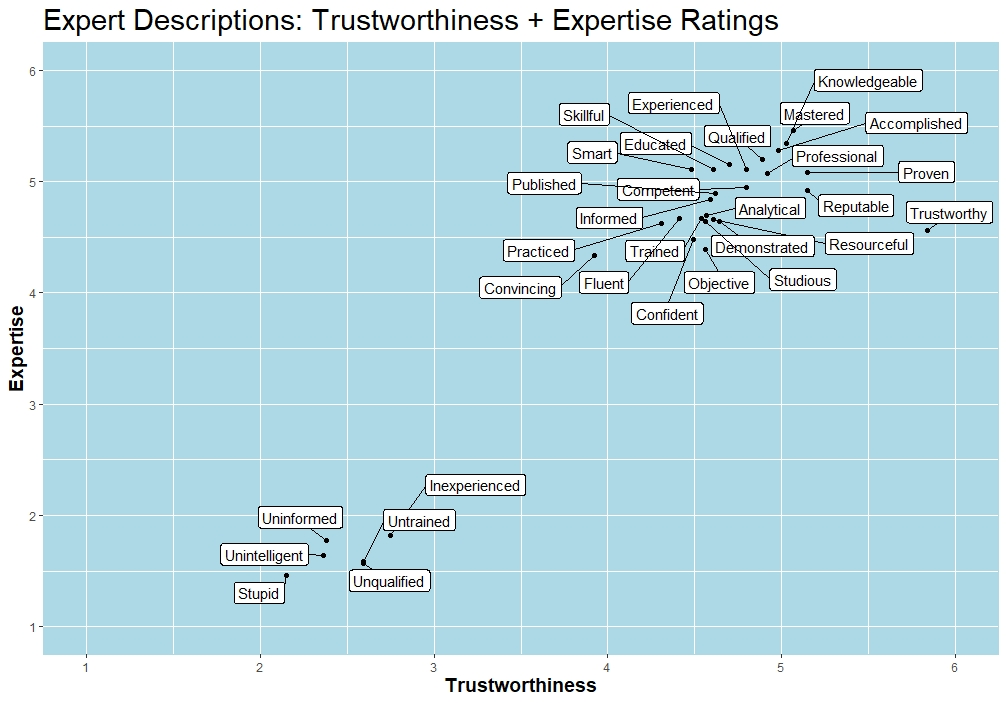 Expert Descriptions: Trustworthiness + Expertise Ratings
6
Knowledgeable
Experienced
Skillful
Mastered
Accomplished
Educated
Qualified
Smart
Professional
5
Published
Competent
Proven
Informed
Analytical
Reputable
Trustworthy
Practiced
Trained
Demonstrated
Resourceful
Convincing
Fluent
Objective
Studious
4
Confident
Expertise
3
Inexperienced
2
Uninformed
Untrained
Unintelligent
Unqualified
Stupid
1
1 2 3 4 5 6
Trustworthiness